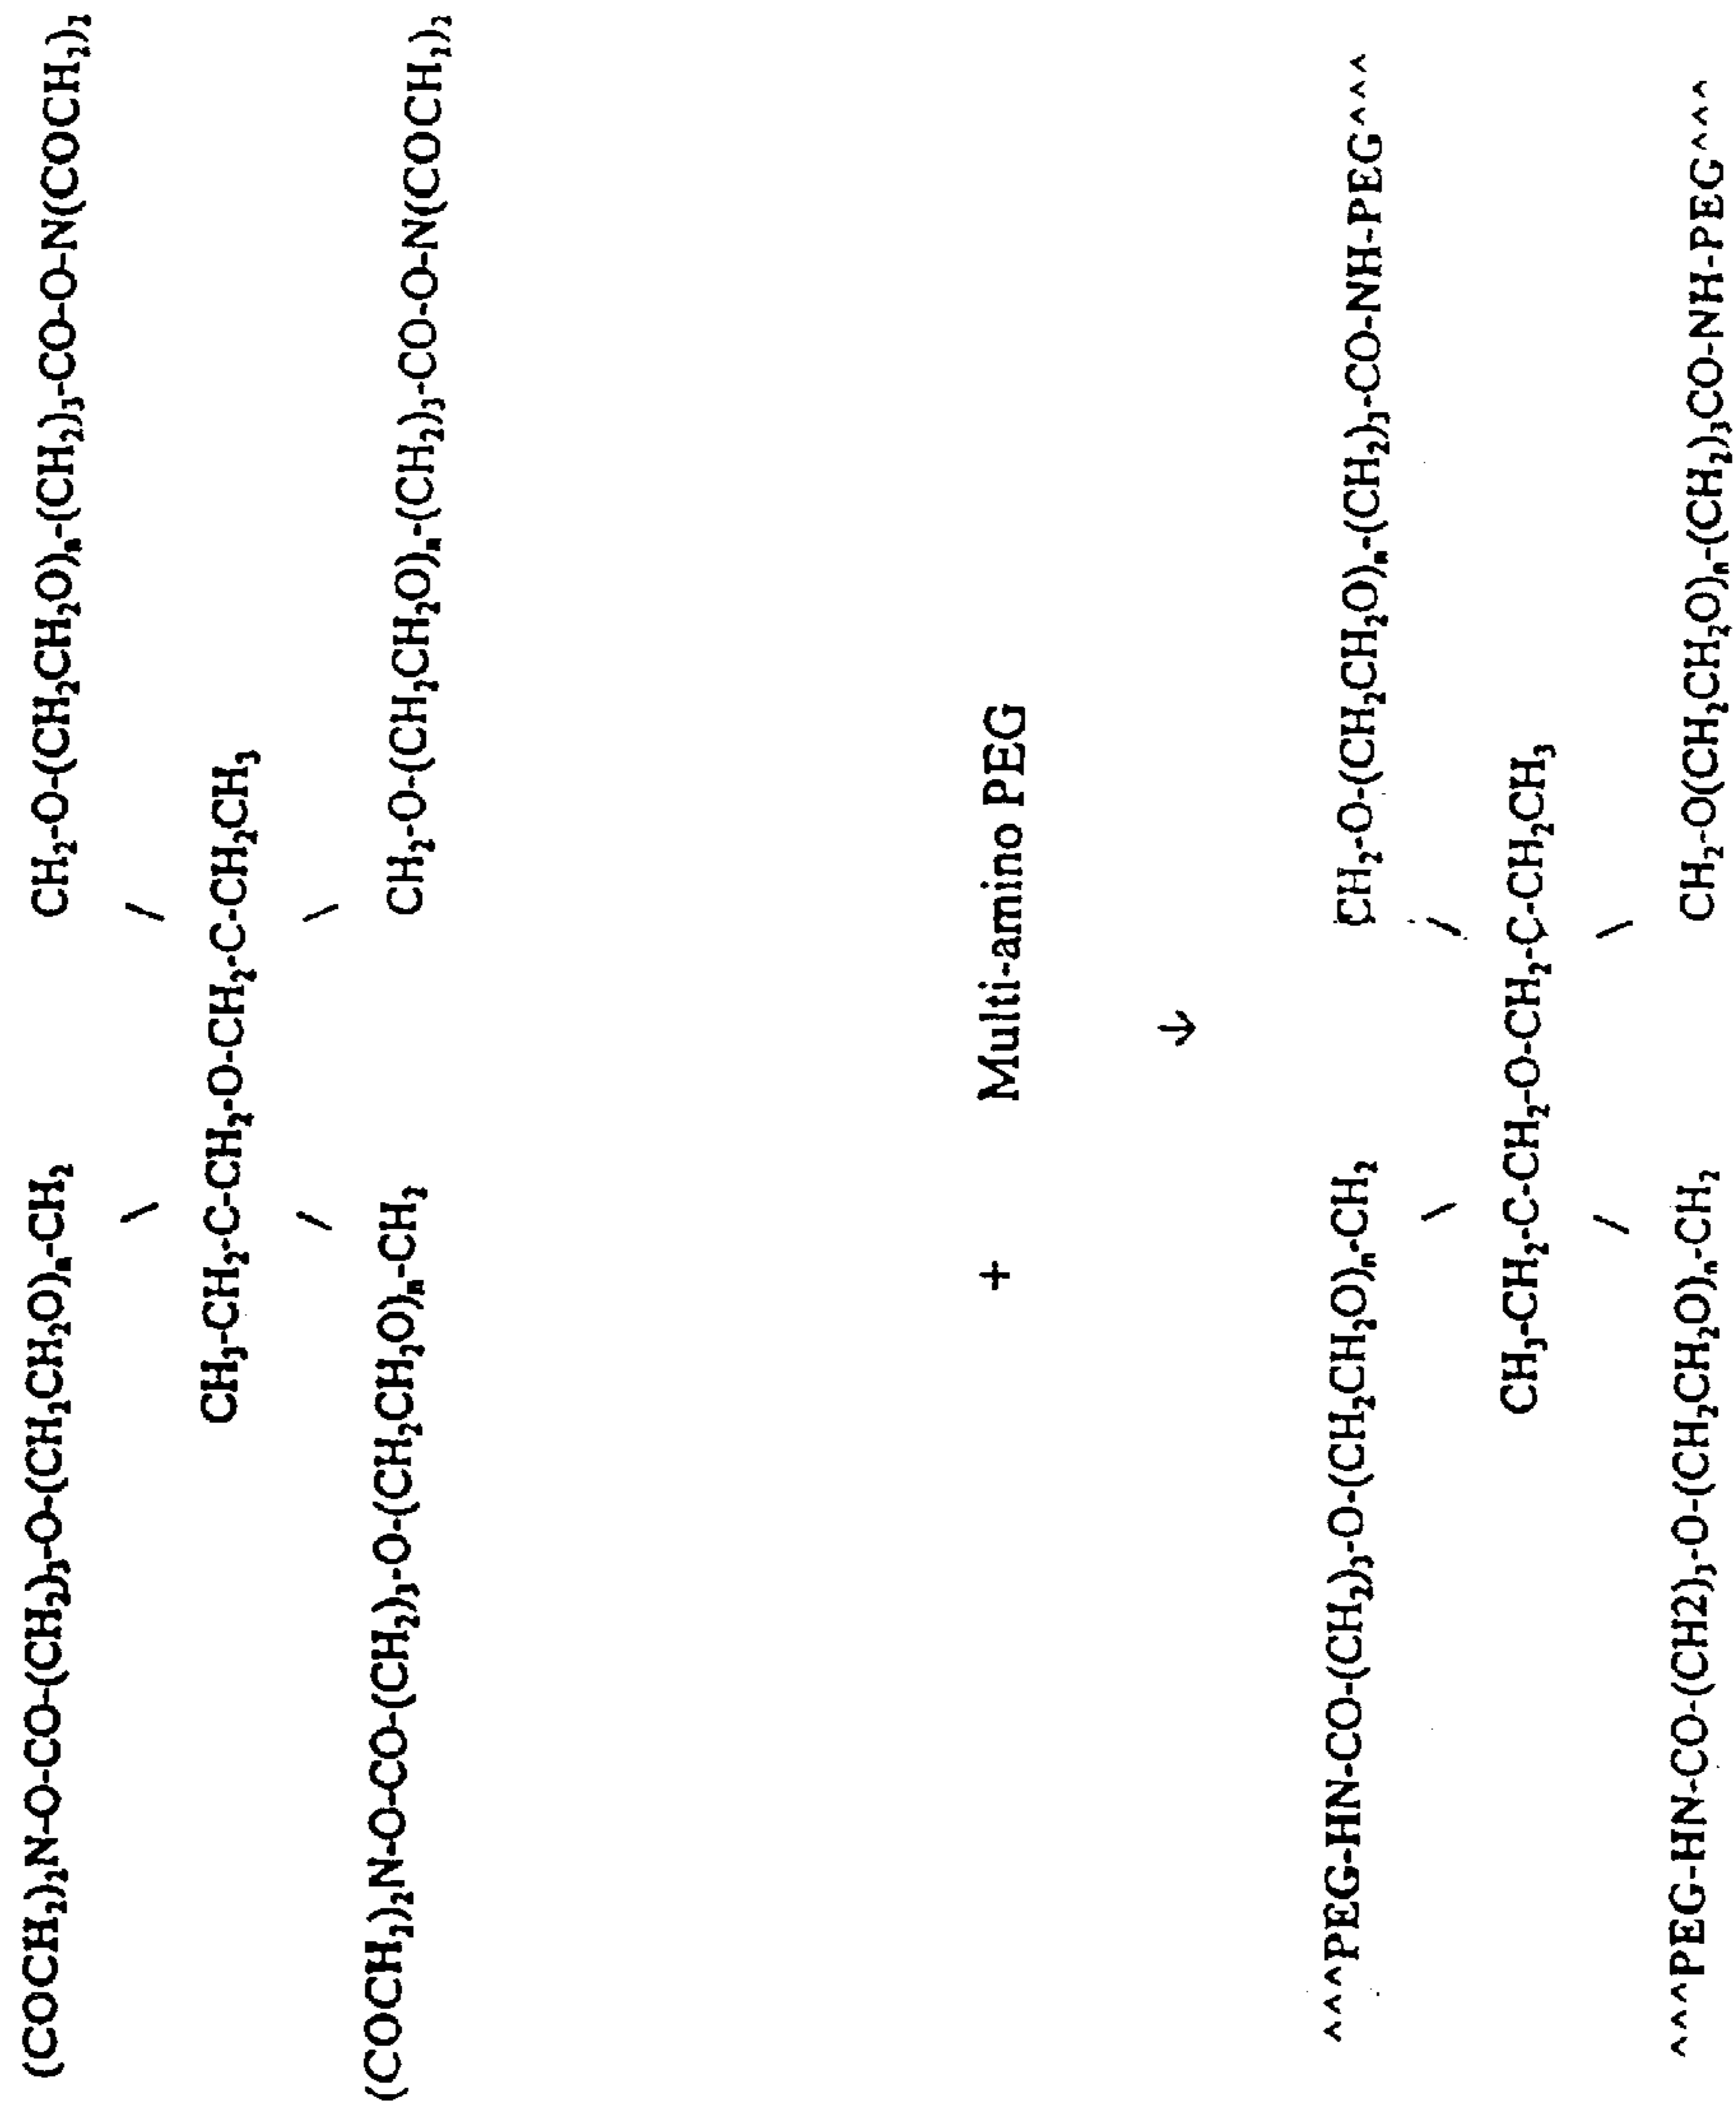 (COCH₂)₂N-O-CO-(CH₂)₃-O-(CH₂CH₂O)ₙ-CH₂ CH₂-O-(CH₂CH₂O)ₙ-(CH₂)₃-CO-O-N(COCH₂)₂
\ /
CH₃-CH₂-C-CH₂-O-CH₂-C-CH₂CH₃
/ \
(COCH₂)₂N-O-CO-(CH₂)₃-O-(CH₂CH₂O)ₙ-CH₂ CH₂-O-(CH₂CH₂O)ₙ-(CH₂)₃-CO-O-N(COCH₂)₂
+ Multi-amino PEG
↓
^^^PEG-HN-CO-(CH₂)₃-O-(CH₂CH₂O)ₙ-CH₂ CH₂-O-(CH₂CH₂O)ₙ-(CH₂)₃-CO-NH-PEG^^^
\ /
CH₃-CH₂-C-CH₂-O-CH₂-C-CH₂CH₃
/ \
^^^PEG-HN-CO-(CH2)₃-O-(CH₂CH₂O)ₙ-CH₂ CH₂-O(CH₂CH₂O)ₙ-(CH₂)₃CO-NH-PEG^^^